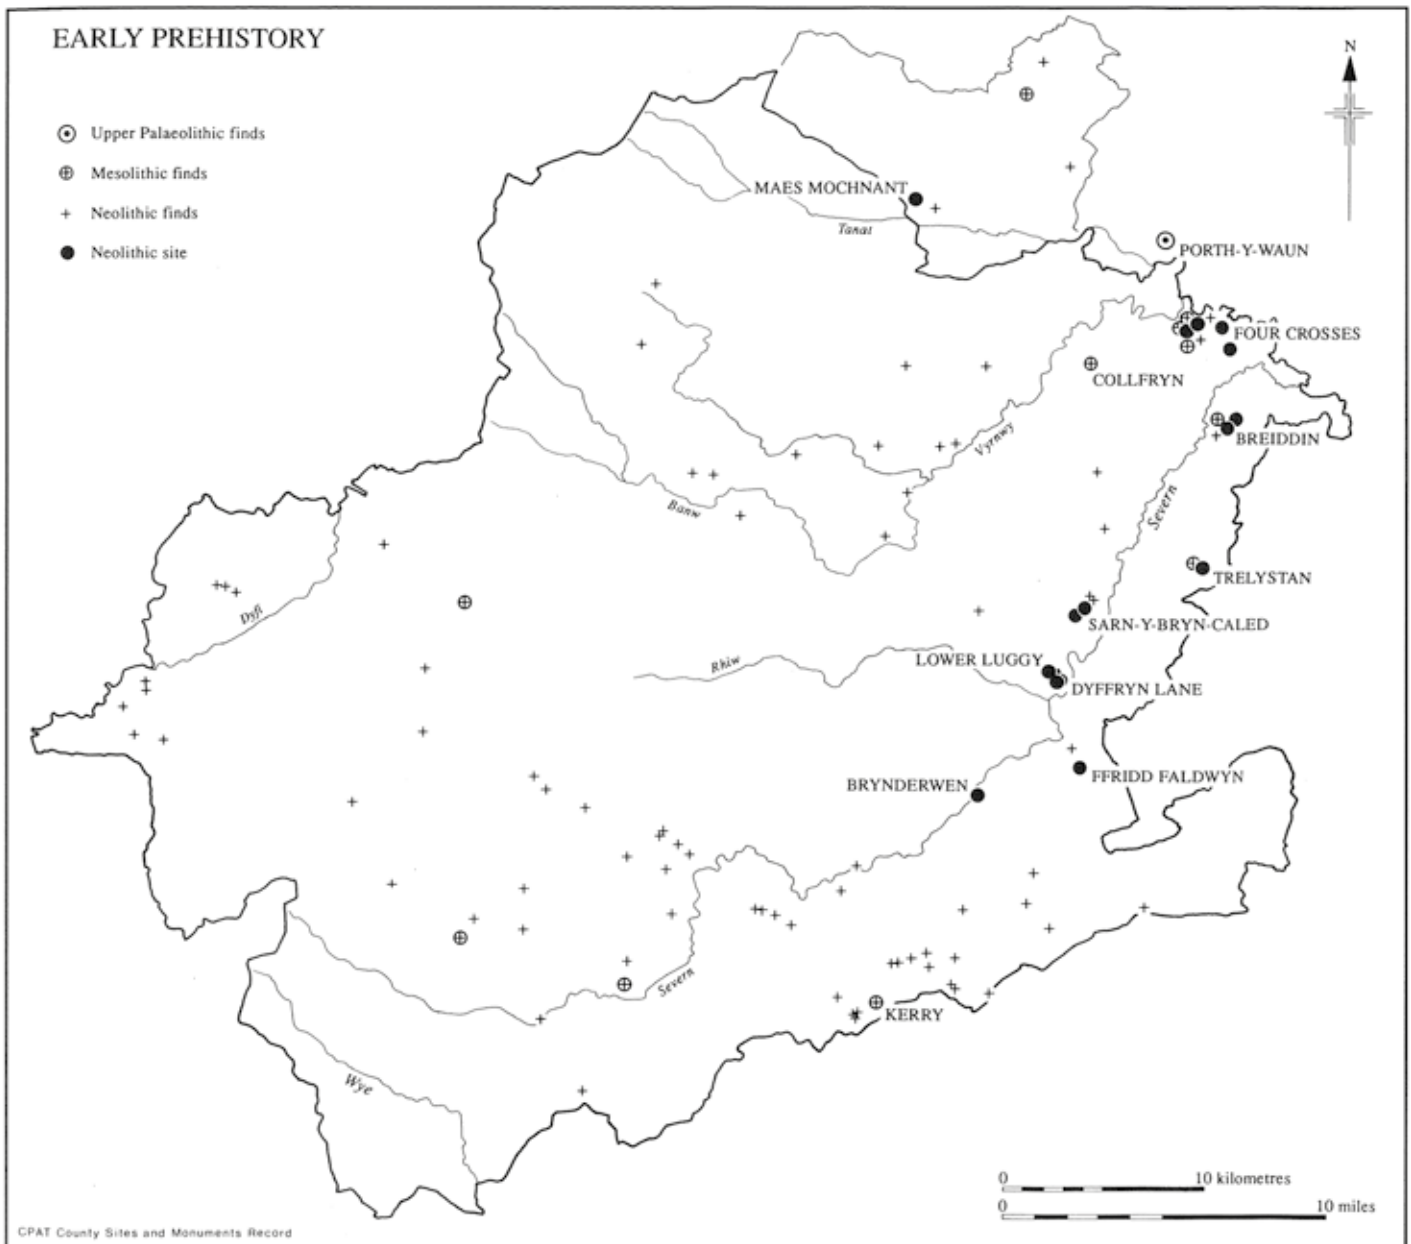 EARLY PREHISTORY
N
Upper Palaeolithic finds
Mesolithic finds
Neolithic finds
Neolithic site
MAES MOCHNANT
Tanat
PORTH-Y-WAUN
FOUR CROSSES
COLLFRYN
Vyrnwy
BREIDDIN
Banw
Severn
TRELYSTAN
Dyfi
SARN-Y-BRYN-CALED
Rhiw
LOWER LUGGY
DYFFRYN LANE
FFRIDD FALDWYN
BRYNDERWEN
Severn
KERRY
Wye
0 10 kilometres
0 10 miles
CPAT County Sites and Monuments Record